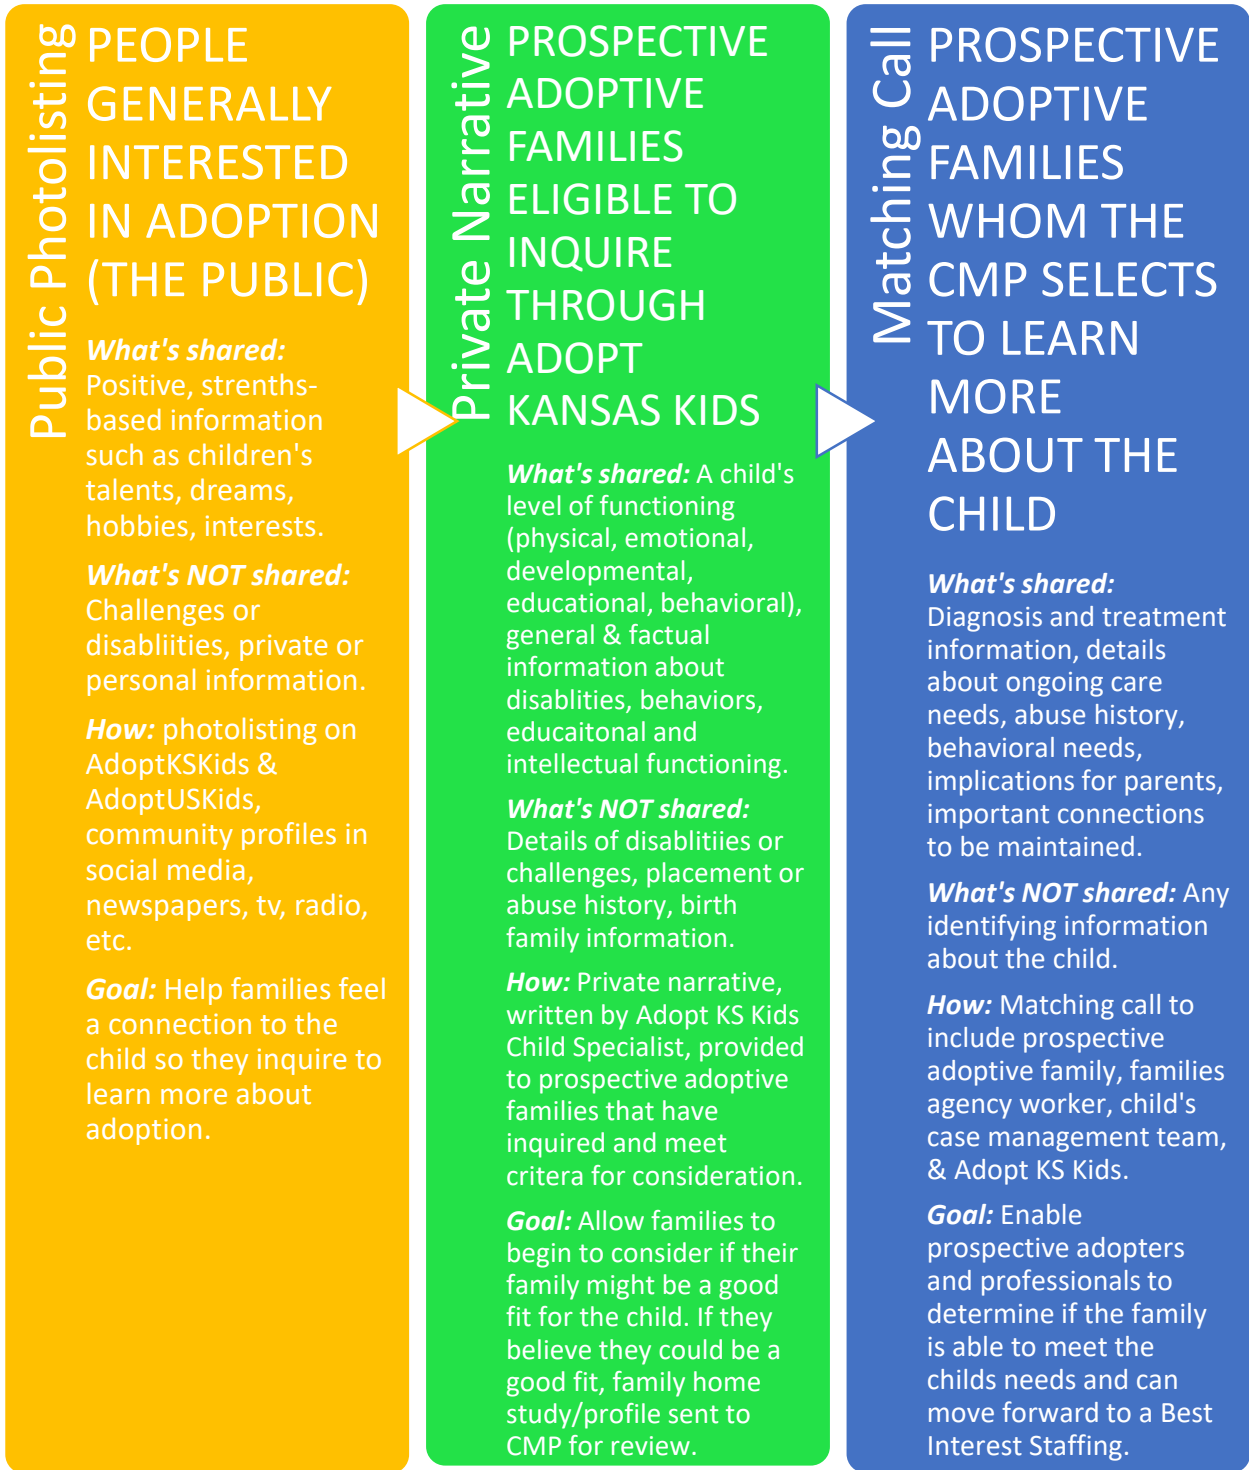 Public Photolisting
PEOPLE
GENERALLY
INTERESTED
IN ADOPTION
(THE PUBLIC)
What's shared:
Positive, strenths-
based information
such as children's
talents, dreams,
hobbies, interests.
What's NOT shared:
Challenges or
disabliities, private or
personal information.
How: photolisting on
AdoptKSKids &
AdoptUSKids,
community profiles in
social media,
newspapers, tv, radio,
etc.
Goal: Help families feel
a connection to the
child so they inquire to
learn more about
adoption.
Private Narrative
PROSPECTIVE
ADOPTIVE
FAMILIES
ELIGIBLE TO
INQUIRE
THROUGH
ADOPT
KANSAS KIDS
What's shared: A child's
level of functioning
(physical, emotional,
developmental,
educational, behavioral),
general & factual
information about
disablities, behaviors,
educaitonal and
intellectual functioning.
What's NOT shared:
Details of disablitiies or
challenges, placement or
abuse history, birth
family information.
How: Private narrative,
written by Adopt KS Kids
Child Specialist, provided
to prospective adoptive
families that have
inquired and meet
critera for consideration.
Goal: Allow families to
begin to consider if their
family might be a good
fit for the child. If they
believe they could be a
good fit, family home
study/profile sent to
CMP for review.
Matching Call
PROSPECTIVE
ADOPTIVE
FAMILIES
WHOM THE
CMP SELECTS
TO LEARN
MORE
ABOUT THE
CHILD
What's shared:
Diagnosis and treatment
information, details
about ongoing care
needs, abuse history,
behavioral needs,
implications for parents,
important connections
to be maintained.
What's NOT shared: Any
identifying information
about the child.
How: Matching call to
include prospective
adoptive family, families
agency worker, child's
case management team,
& Adopt KS Kids.
Goal: Enable
prospective adopters
and professionals to
determine if the family
is able to meet the
childs needs and can
move forward to a Best
Interest Staffing.